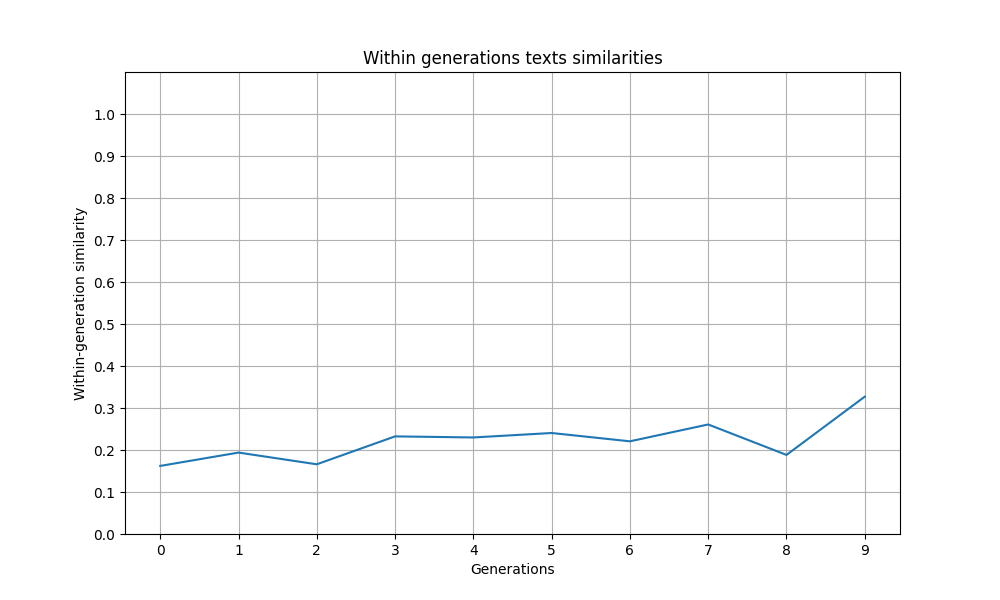 Within generations texts similarities
Within-generation similarity
1.0
0.9
0.8
0.7
0.6
0.5
0.4
0.3
0.2
0.1
0.0
0 1 2 3 4 5 6 7 8 9
Generations